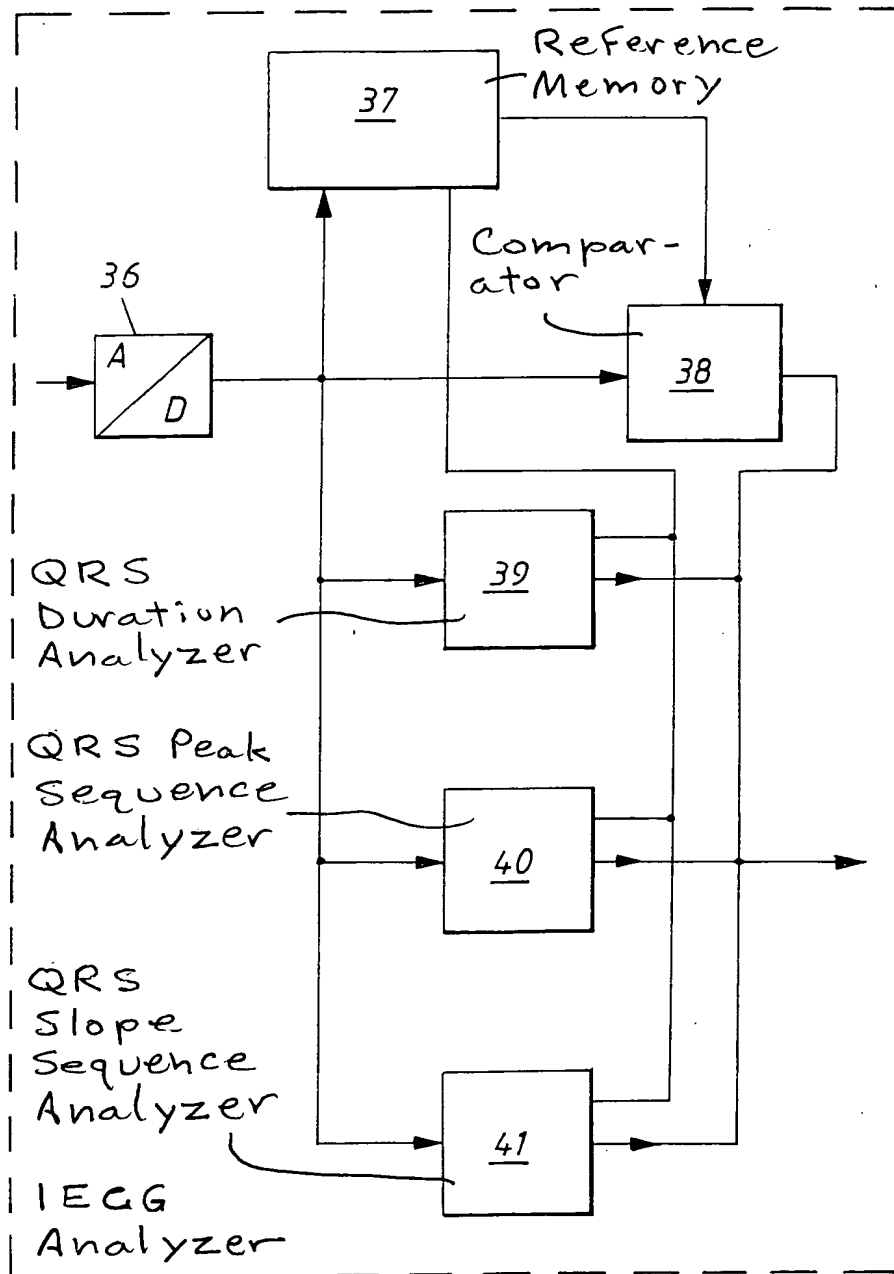 Reference
Memory
37
Compar-
ator
36
A
D
38
QRS
Duration
Analyzer
39
QRS Peak
Sequence
Analyzer
40
QRS
Slope
Sequence
Analyzer
41
IECG
Analyzer